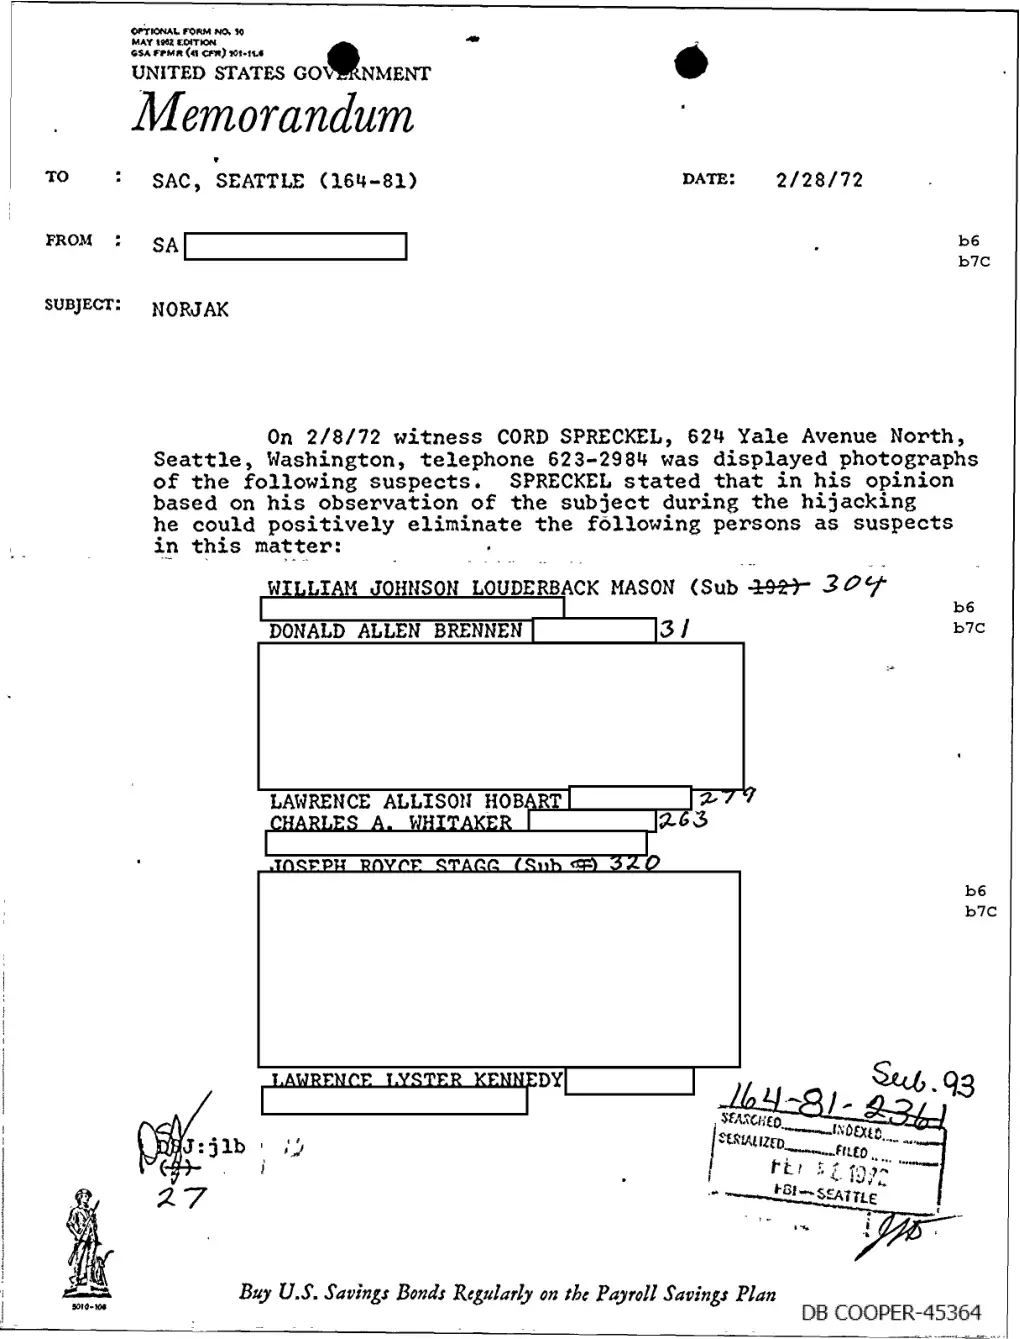 OPTIONAL FORM NO. 10
MAY 1962 EDITION
GSA FPMR (41 CFR) 101-11.6
UNITED STATES GOVERNMENT
Memorandum
TO : SAC, SEATTLE (164-81) DATE: 2/28/72
FROM : SA b6
b7C
SUBJECT: NORJAK
On 2/8/72 witness CORD SPRECKEL, 624 Yale Avenue North,
Seattle, Washington, telephone 623-2984 was displayed photographs
of the following suspects. SPRECKEL stated that in his opinion
based on his observation of the subject during the hijacking
he could positively eliminate the following persons as suspects
in this matter:
WILLIAM JOHNSON LOUDERBACK MASON (Sub 192) 304
b6
DONALD ALLEN BRENNEN 31 b7C
LAWRENCE ALLISON HOBART 279
CHARLES A. WHITAKER 263
JOSEPH ROYCE STAGG (Sub 320
b6
b7C
LAWRENCE LYSTER KENNEDY
Sub. 93
164-81-2361
SEARCHED INDEXED
SERIALIZED FILED
1972
FBI-SEATTLE
J:jlb
(2)
27
5010-108
Buy U.S. Savings Bonds Regularly on the Payroll Savings Plan
DB COOPER-45364